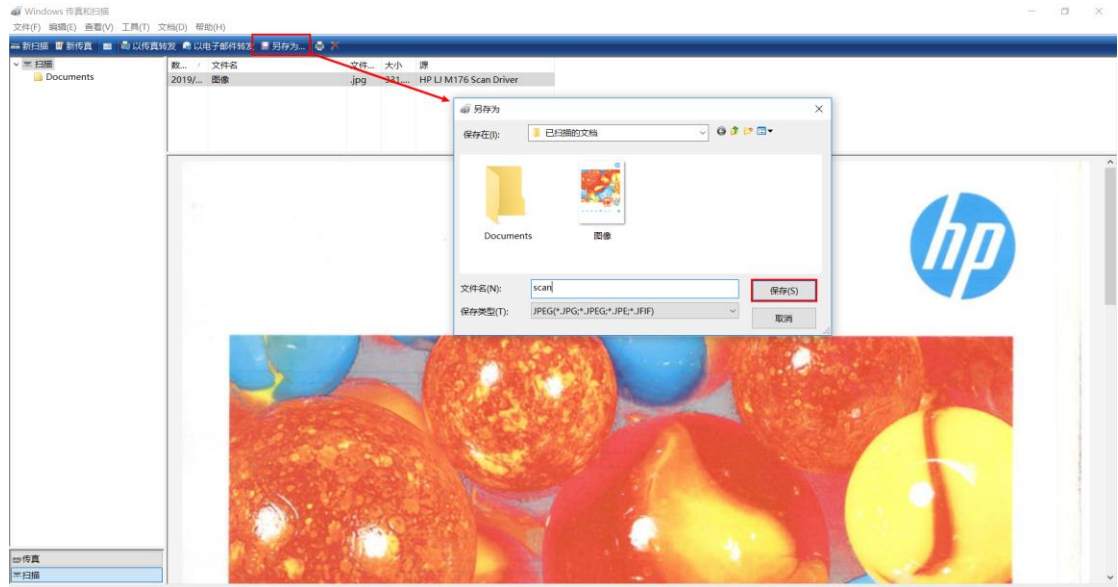 Windows 传真和扫描
文件(F) 编辑(E) 查看(V) 工具(T) 文档(D) 帮助(H)
新扫描 新传真 以传真转发 以电子邮件转发 另存为...
扫描
Documents
数... 文件名 文件... 大小 源
2019/... 图像 .jpg 331,... HP LJ M176 Scan Driver
另存为
保存在(I): 已扫描的文档
Documents 图像
文件名(N): scan 保存(S)
保存类型(T): JPEG(*.JPG;*.JPEG;*.JPE;*.JFIF) 取消
hp
传真
扫描